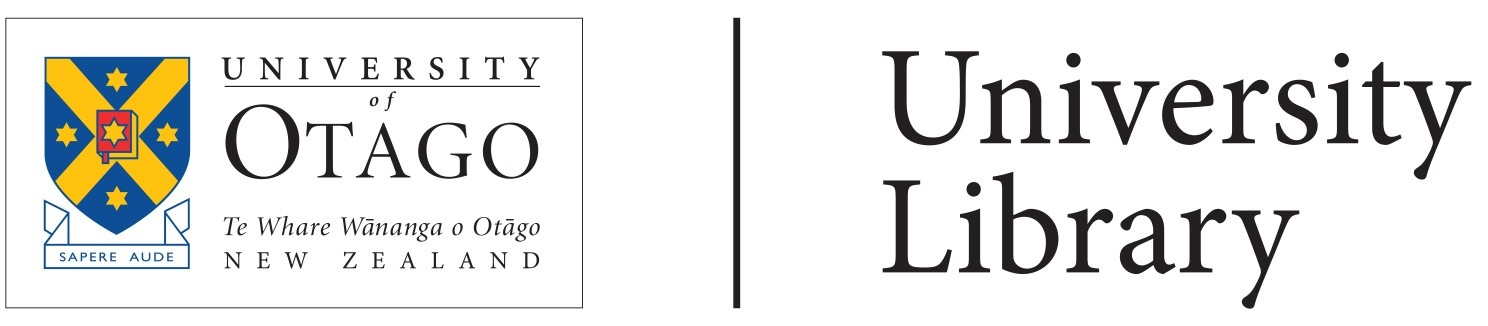 UNIVERSITY
of
OTAGO
Te Whare Wānanga o Otāgo
NEW ZEALAND
SAPERE AUDE
University
Library